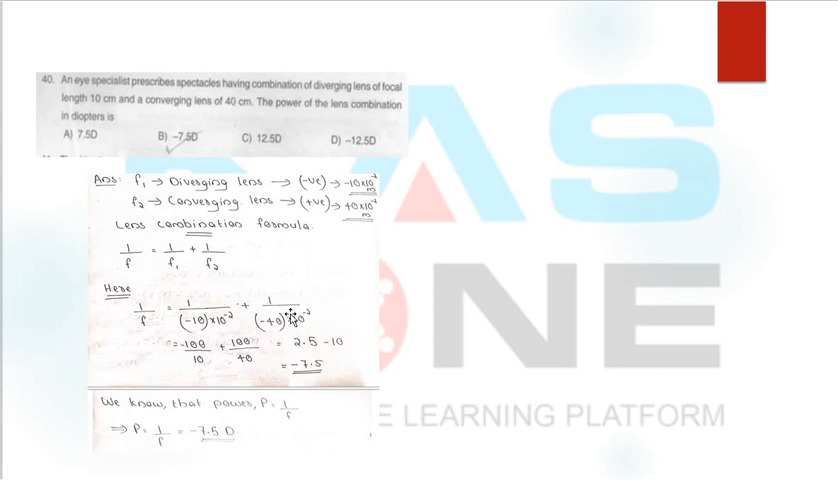 40. An eye specialist prescribes spectacles having combination of diverging lens of focal
length 10 cm and a converging lens of 40 cm. The power of the lens combination
in diopters is
A) 7.5D B) –7.5D C) 12.5D D) –12.5D
Ans: f₁ → Diverging lens → (-ve) → -10×10⁻² m
f₂ → Converging lens → (+ve) → 40×10⁻² m
Lens combination formula.
1/f = 1/f₁ + 1/f₂
Here
1/f = 1/(-10)×10⁻² + 1/(-40)×10⁻²
= -100/10 + 100/40 = 2.5 - 10
= -7.5
We know, that power, P = 1/f
⇒ P = 1/f = -7.5 D
AS
NE
E LEARNING PLATFORM